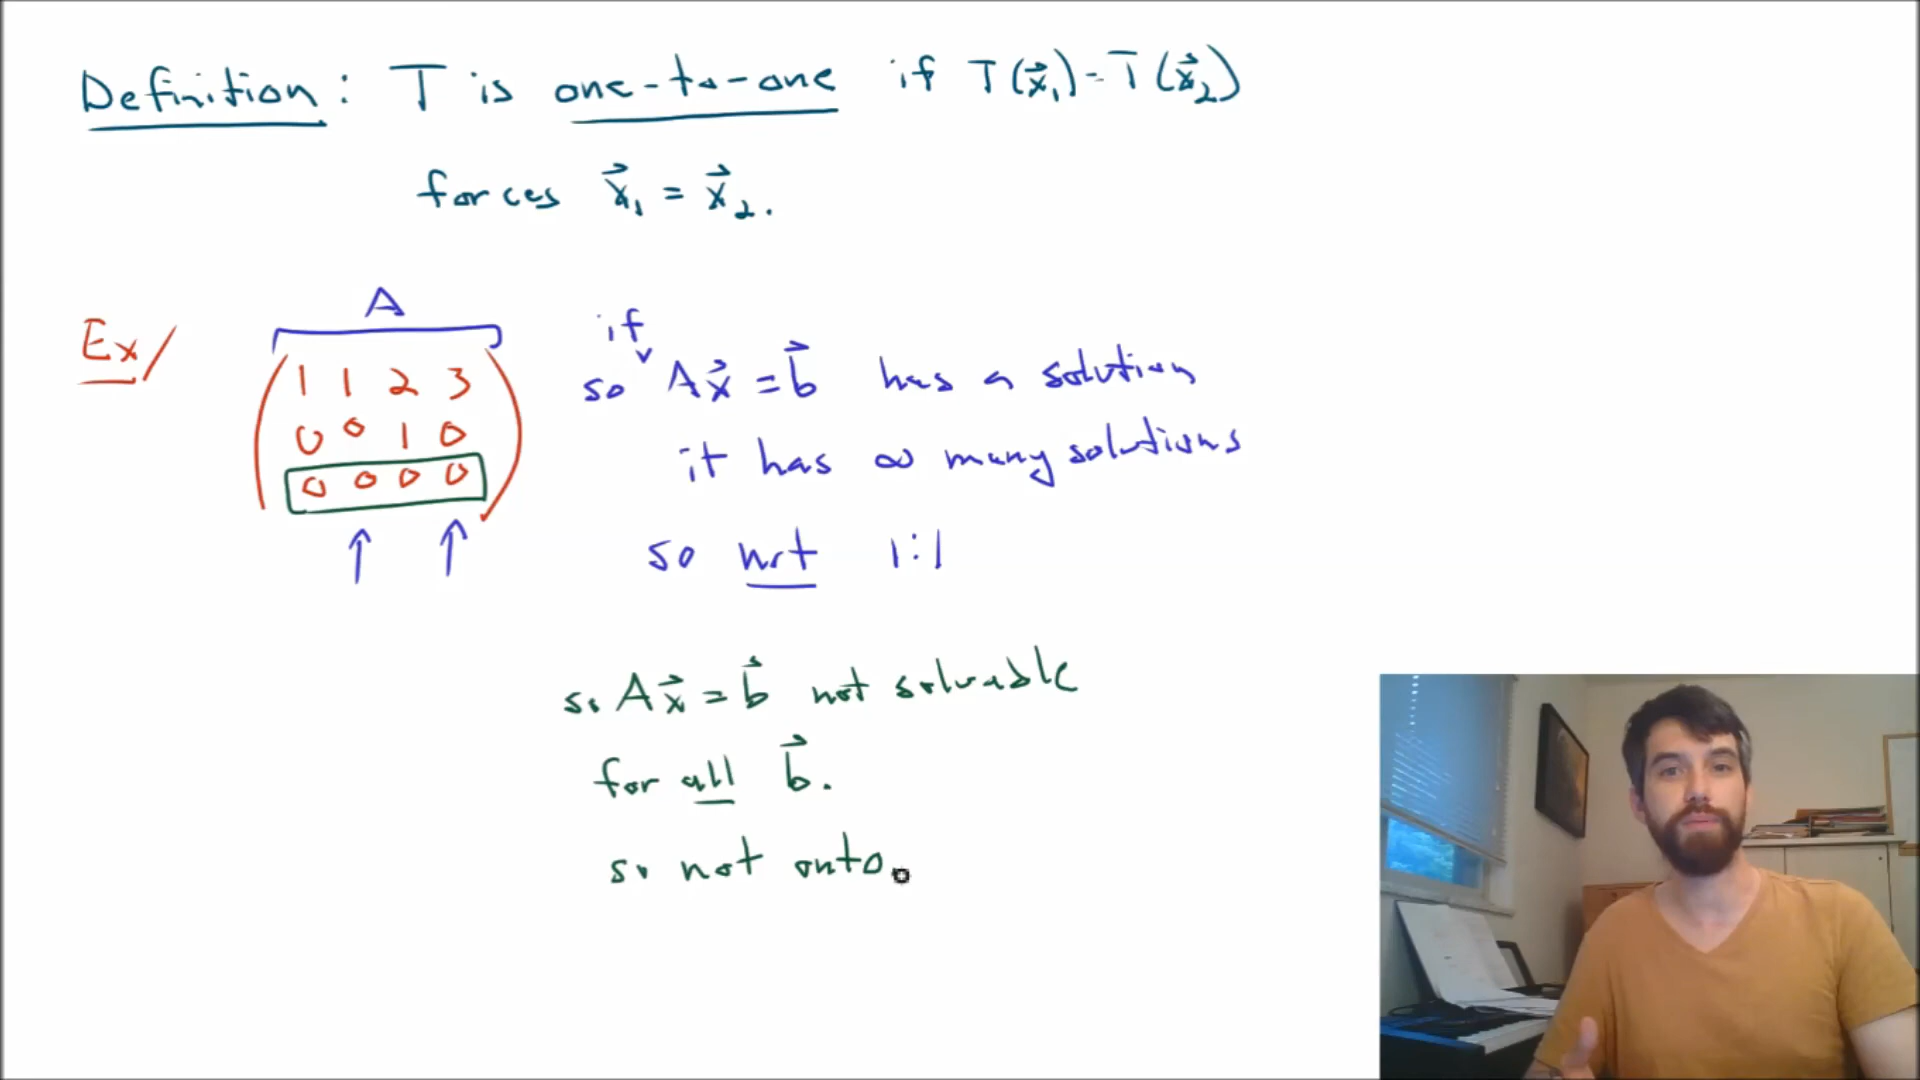 Definition: T is one-to-one if T(x⃗₁) = T(x⃗₂)
forces x⃗₁ = x⃗₂.
Ex/
A
1 1 2 3
0 0 1 0
0 0 0 0
if
so Ax⃗ = b⃗ has a solution
it has ∞ many solutions
so not 1:1
so Ax⃗ = b⃗ not solvable
for all b⃗.
so not onto.